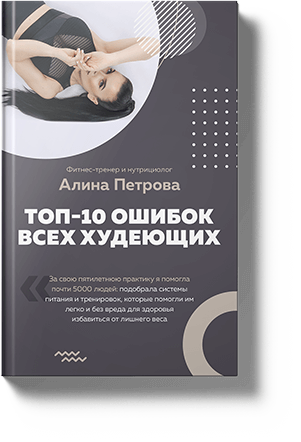 Фитнес-тренер и нутрициолог
Алина Петрова
ТОП-10 ОШИБОК
ВСЕХ ХУДЕЮЩИХ
«
За свою пятилетнюю практику я помогла
почти 5000 людей: подобрала системы
питания и тренировок, которые помогли им
легко и без вреда для здоровья
избавиться от лишнего веса